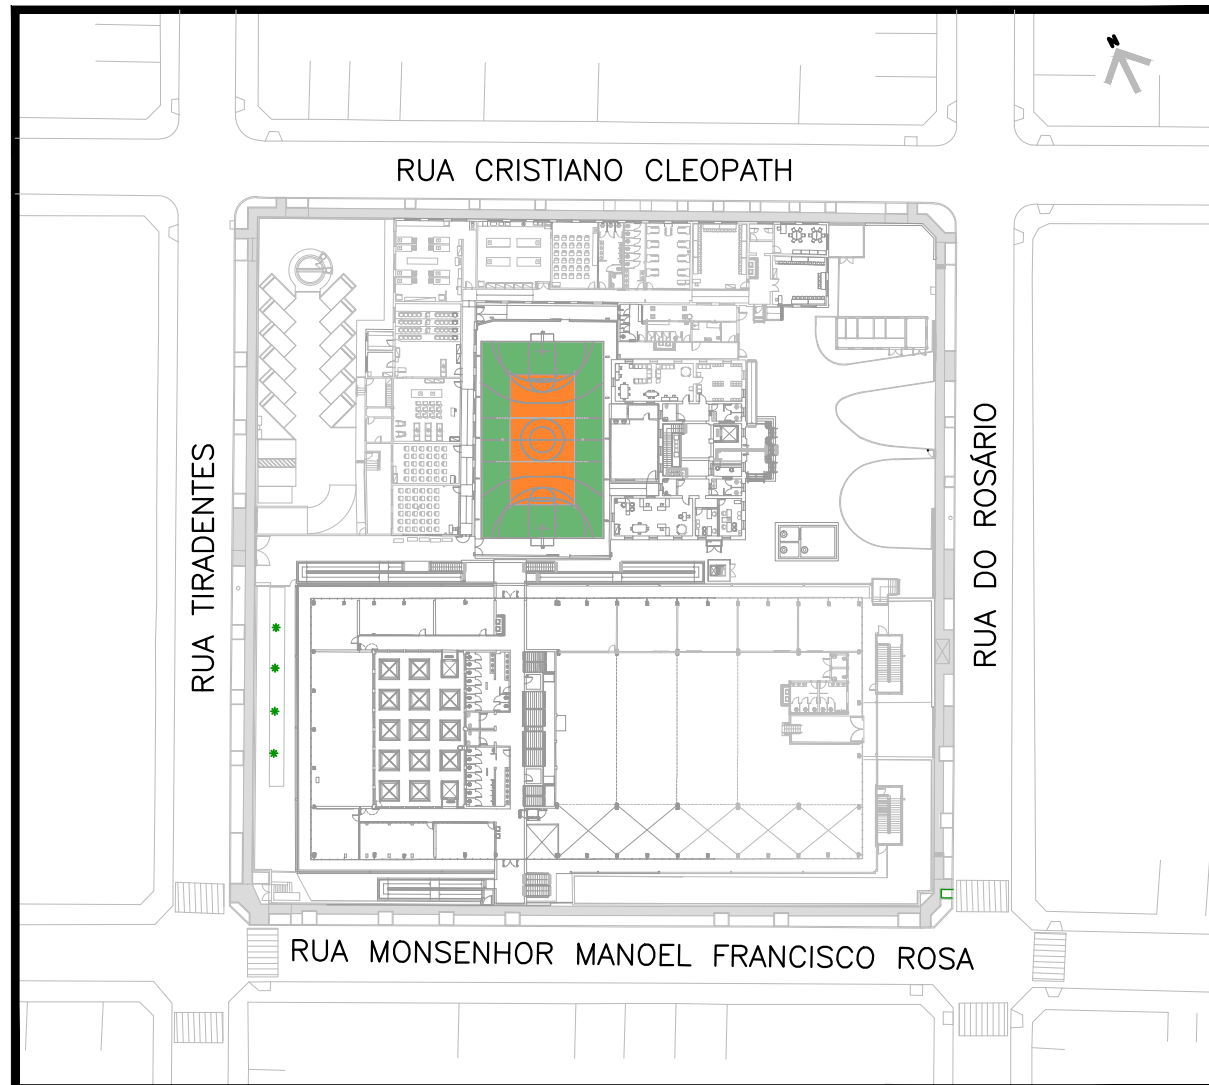 N
RUA CRISTIANO CLEOPATH
RUA TIRADENTES
RUA DO ROSÁRIO
RUA MONSENHOR MANOEL FRANCISCO ROSA